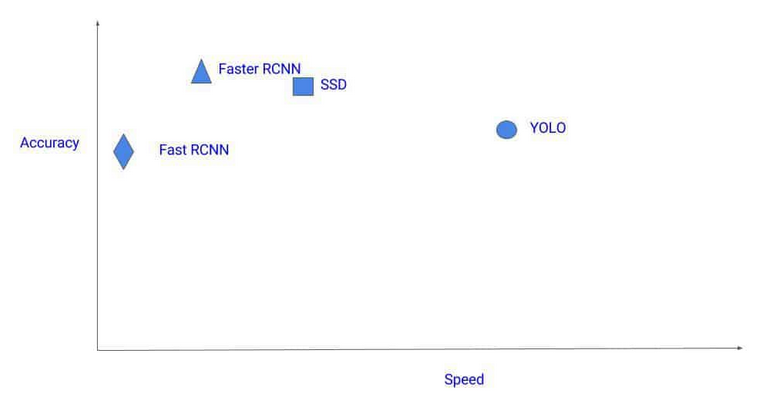 Faster RCNN
SSD
YOLO
Accuracy
Fast RCNN
Speed